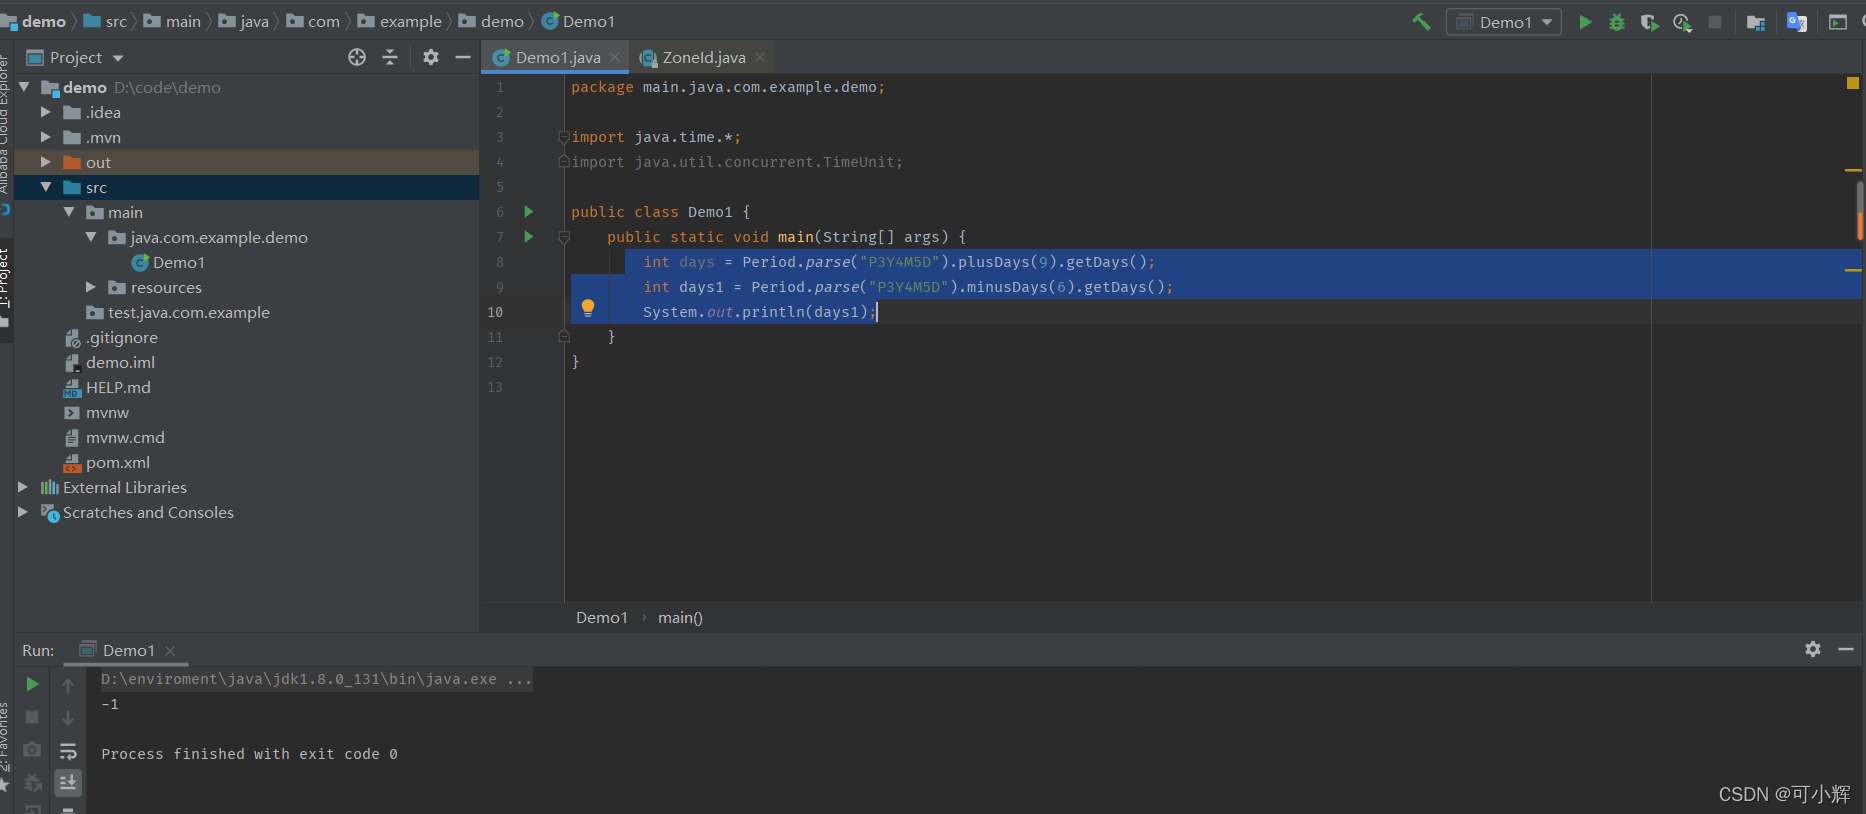 demo src main java com example demo Demo1
Demo1
Project
Demo1.java ZoneId.java
Alibaba Cloud Explorer
1: Project
2: Favorites
demo D:\code\demo
.idea
.mvn
out
src
main
java.com.example.demo
Demo1
resources
test.java.com.example
.gitignore
demo.iml
HELP.md
mvnw
mvnw.cmd
pom.xml
External Libraries
Scratches and Consoles
1 package main.java.com.example.demo;
2
3 import java.time.*;
4 import java.util.concurrent.TimeUnit;
5
6 public class Demo1 {
7 public static void main(String[] args) {
8 int days = Period.parse("P3Y4M5D").plusDays(9).getDays();
9 int days1 = Period.parse("P3Y4M5D").minusDays(6).getDays();
10 System.out.println(days1);
11 }
12 }
13
Demo1 › main()
Run: Demo1
D:\enviroment\java\jdk1.8.0_131\bin\java.exe ...
-1
Process finished with exit code 0
CSDN @可小辉